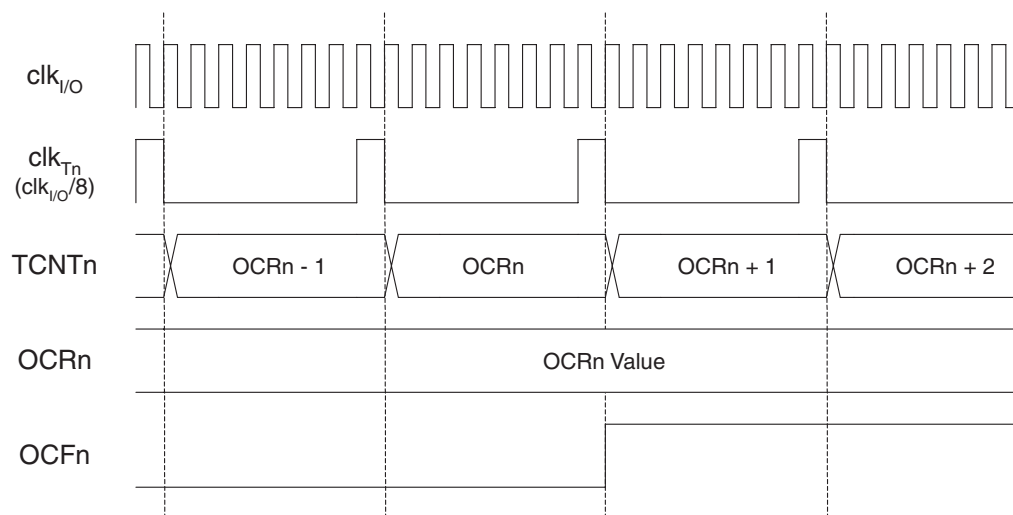 clkI/O
clkTn
(clkI/O/8)
TCNTn
OCRn - 1
OCRn
OCRn + 1
OCRn + 2
OCRn
OCRn Value
OCFn